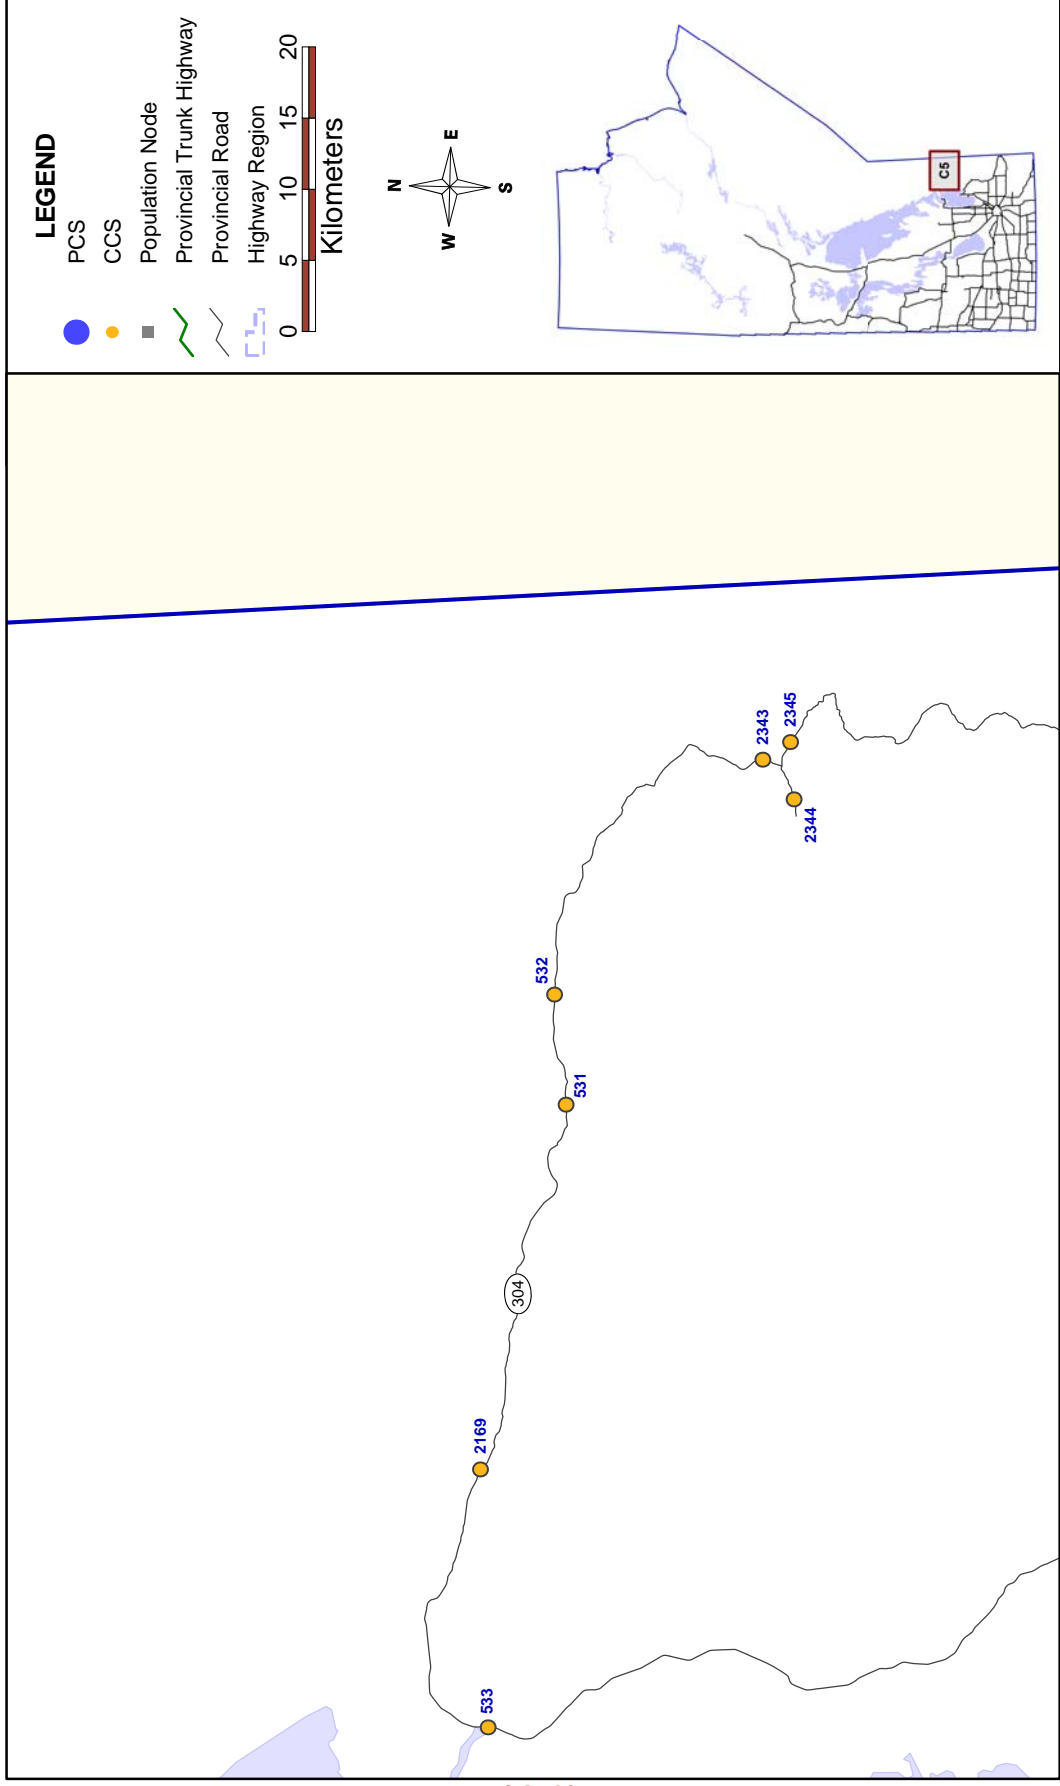 LEGEND
PCS
CCS
Population Node
Provincial Trunk Highway
Provincial Road
Highway Region
0 5 10 15 20
Kilometers
N
W E
S
C5
533
2169
304
531
532
2343
2345
2344